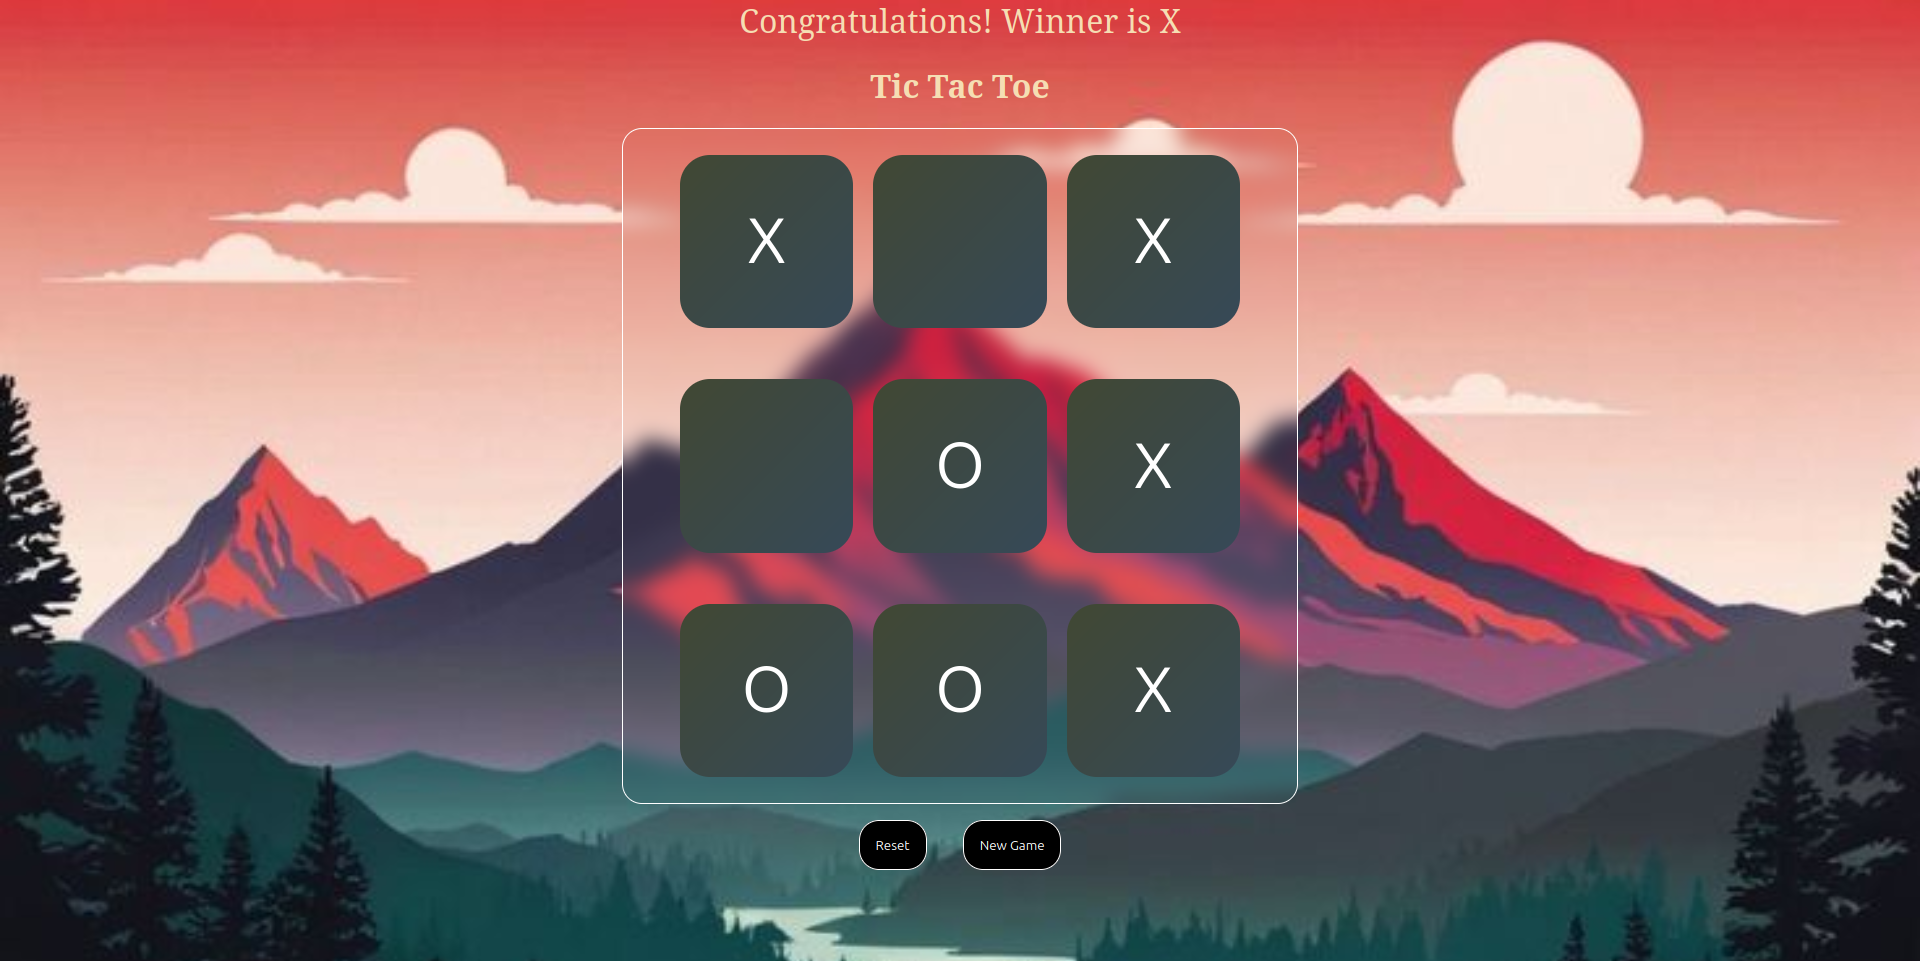 Congratulations! Winner is X
Tic Tac Toe
X X
O X
O O X
Reset New Game